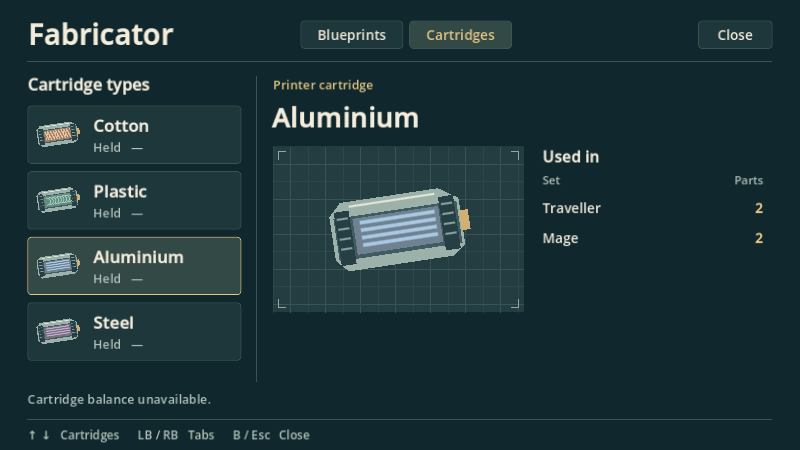 Fabricator
Blueprints
Cartridges
Close
Cartridge types
Cotton
Held —
Plastic
Held —
Aluminium
Held —
Steel
Held —
Printer cartridge
Aluminium
Used in
Set Parts
Traveller 2
Mage 2
Cartridge balance unavailable.
↑ ↓ Cartridges LB / RB Tabs B / Esc Close